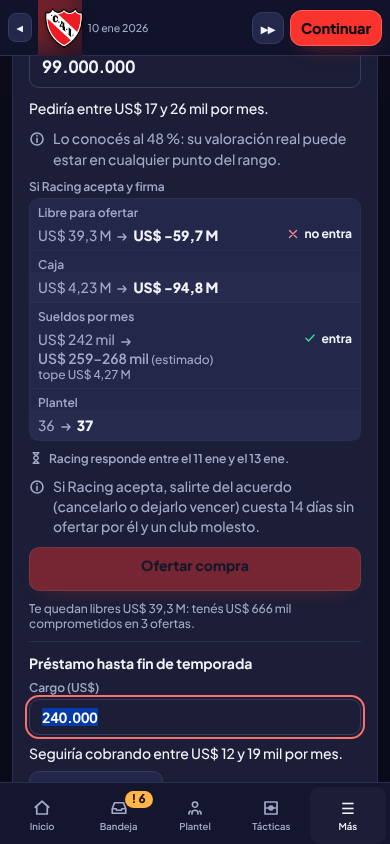 C.A.I.
10 ene 2026
Continuar
99.000.000
Pediría entre US$ 17 y 26 mil por mes.
Lo conocés al 48 %: su valoración real puede
estar en cualquier punto del rango.
Si Racing acepta y firma
Libre para ofertar
US$ 39,3 M → US$ −59,7 M
no entra
Caja
US$ 4,23 M → US$ −94,8 M
Sueldos por mes
US$ 242 mil →
US$ 259–268 mil (estimado)
entra
tope US$ 4,27 M
Plantel
36 → 37
Racing responde entre el 11 ene y el 13 ene.
Si Racing acepta, salirte del acuerdo
(cancelarlo o dejarlo vencer) cuesta 14 días sin
ofertar por él y un club molesto.
Ofertar compra
Te quedan libres US$ 39,3 M: tenés US$ 666 mil
comprometidos en 3 ofertas.
Préstamo hasta fin de temporada
Cargo (US$)
240.000
Seguiría cobrando entre US$ 12 y 19 mil por mes.
! 6
Inicio
Bandeja
Plantel
Tácticas
Más